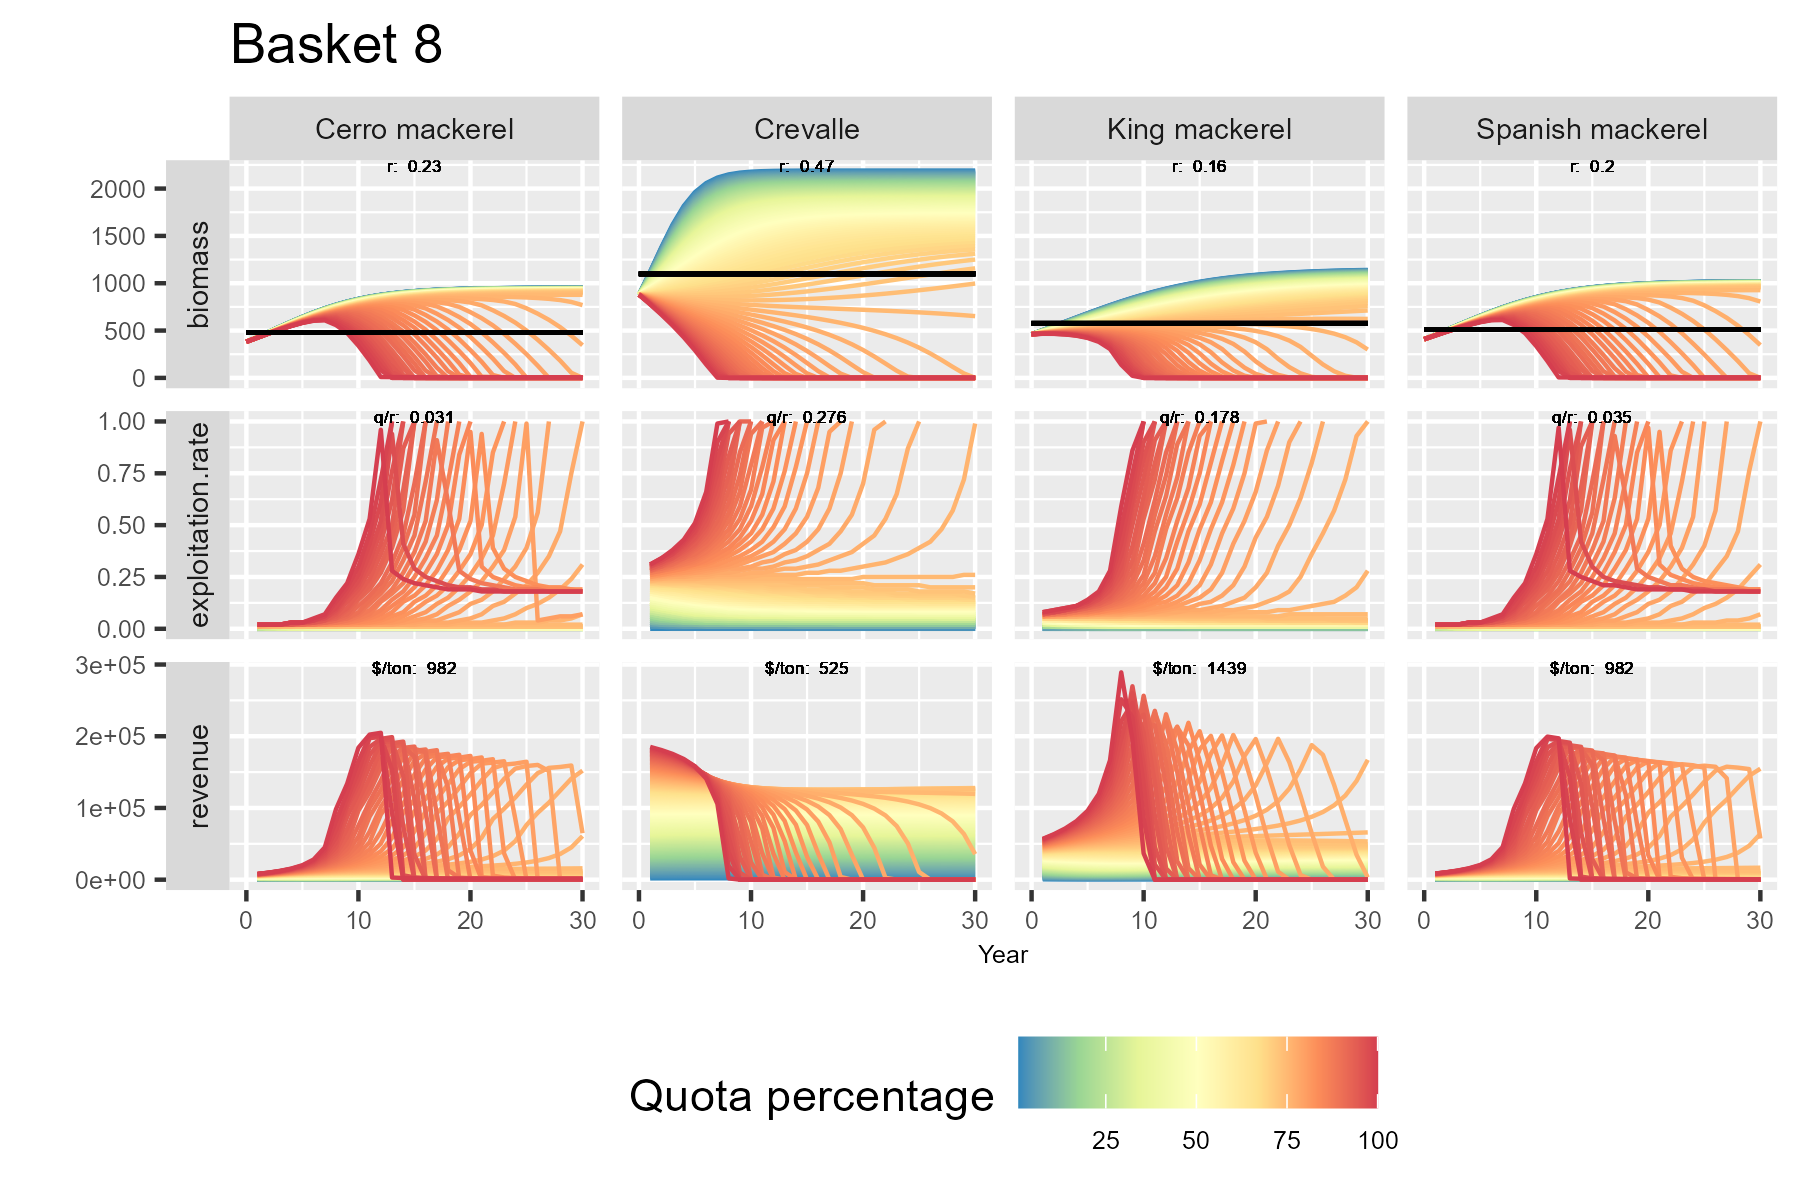 Basket 8
Cerro mackerel
Crevalle
King mackerel
Spanish mackerel
biomass
2000
1500
1000
500
0
r: 0.23
r: 0.47
r: 0.16
r: 0.2
exploitation.rate
1.00
0.75
0.50
0.25
0.00
q/r: 0.031
q/r: 0.276
q/r: 0.178
q/r: 0.035
revenue
3e+05
2e+05
1e+05
0e+00
$/ton: 982
$/ton: 525
$/ton: 1439
$/ton: 982
0 10 20 30
0 10 20 30
0 10 20 30
0 10 20 30
Year
Quota percentage
25 50 75 100